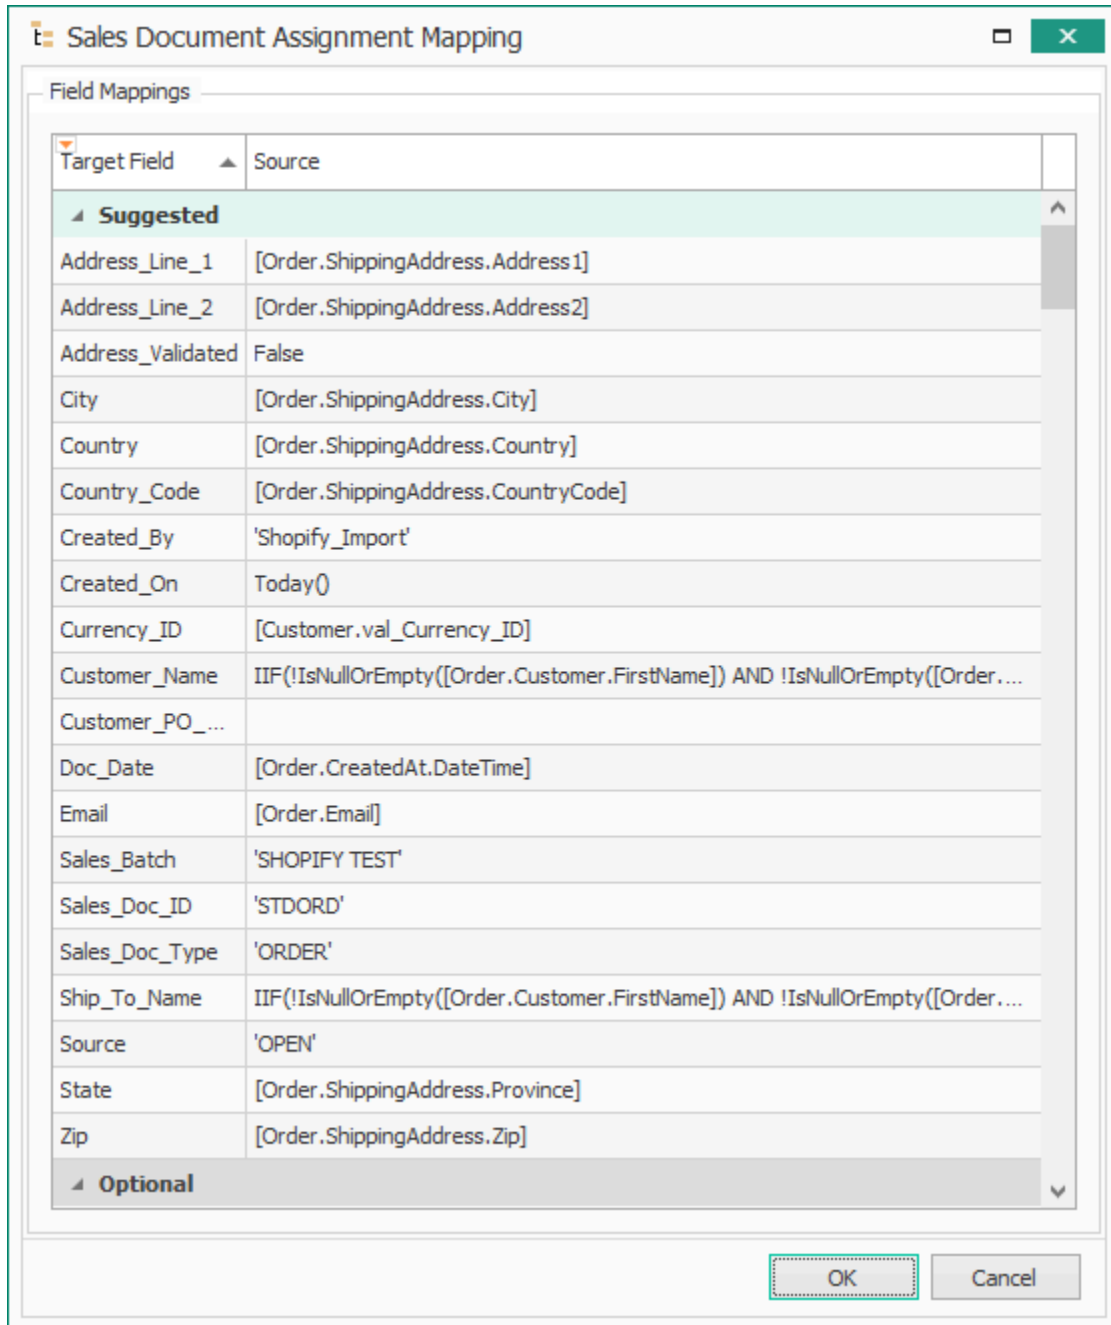 Sales Document Assignment Mapping
Field Mappings
Target Field Source
Suggested
Address_Line_1 [Order.ShippingAddress.Address1]
Address_Line_2 [Order.ShippingAddress.Address2]
Address_Validated False
City [Order.ShippingAddress.City]
Country [Order.ShippingAddress.Country]
Country_Code [Order.ShippingAddress.CountryCode]
Created_By 'Shopify_Import'
Created_On Today()
Currency_ID [Customer.val_Currency_ID]
Customer_Name IIF(!IsNullOrEmpty([Order.Customer.FirstName]) AND !IsNullOrEmpty([Order....
Customer_PO_...
Doc_Date [Order.CreatedAt.DateTime]
Email [Order.Email]
Sales_Batch 'SHOPIFY TEST'
Sales_Doc_ID 'STDORD'
Sales_Doc_Type 'ORDER'
Ship_To_Name IIF(!IsNullOrEmpty([Order.Customer.FirstName]) AND !IsNullOrEmpty([Order....
Source 'OPEN'
State [Order.ShippingAddress.Province]
Zip [Order.ShippingAddress.Zip]
Optional
OK Cancel